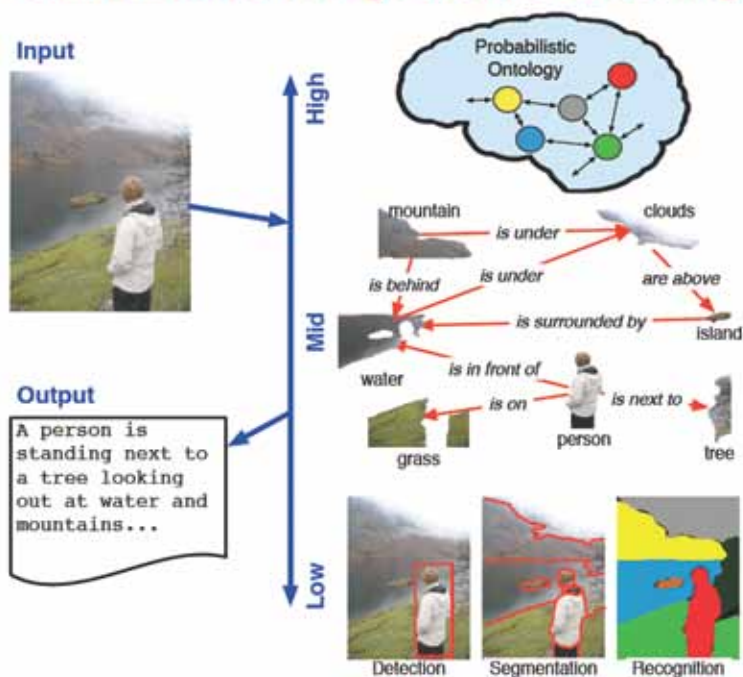 Input
High
Probabilistic
Ontology
mountain
clouds
is under
is behind
is under
are above
Mid
is surrounded by
island
water
is in front of
is next to
is on
person
grass
tree
Output
A person is
standing next to
a tree looking
out at water and
mountains...
Low
Detection
Segmentation
Recognition